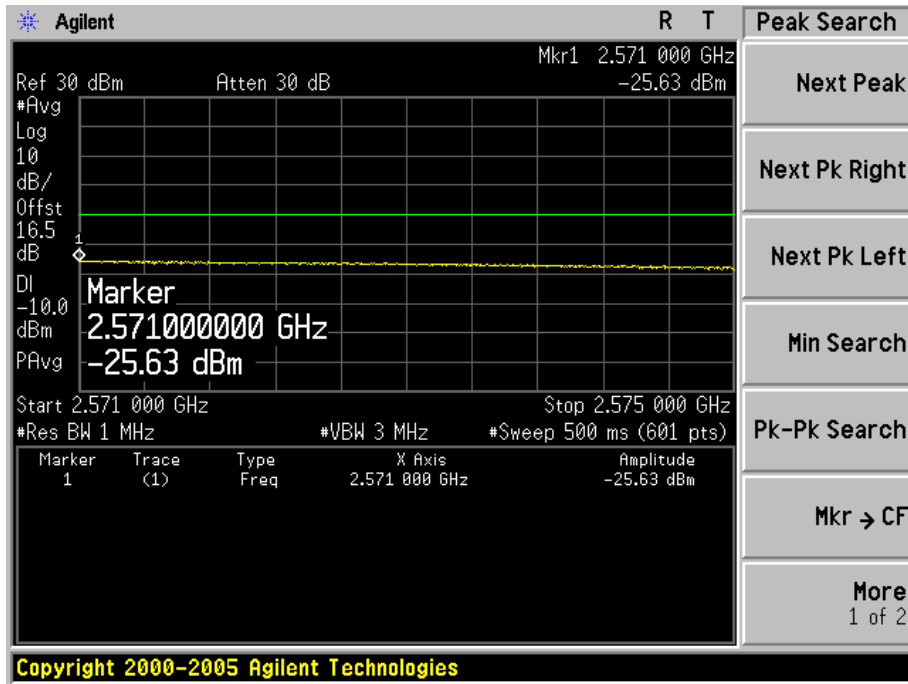 Agilent R T Peak Search
Mkr1 2.571 000 GHz
Ref 30 dBm Atten 30 dB -25.63 dBm
#Avg
Log
10
dB/
Offst
16.5
dB
DI
-10.0
dBm
PAvg
1
Marker
2.571000000 GHz
-25.63 dBm
Start 2.571 000 GHz Stop 2.575 000 GHz
#Res BW 1 MHz #VBW 3 MHz #Sweep 500 ms (601 pts)
Marker Trace Type X Axis Amplitude
1 (1) Freq 2.571 000 GHz -25.63 dBm
Next Peak
Next Pk Right
Next Pk Left
Min Search
Pk-Pk Search
Mkr → CF
More
1 of 2
Copyright 2000-2005 Agilent Technologies